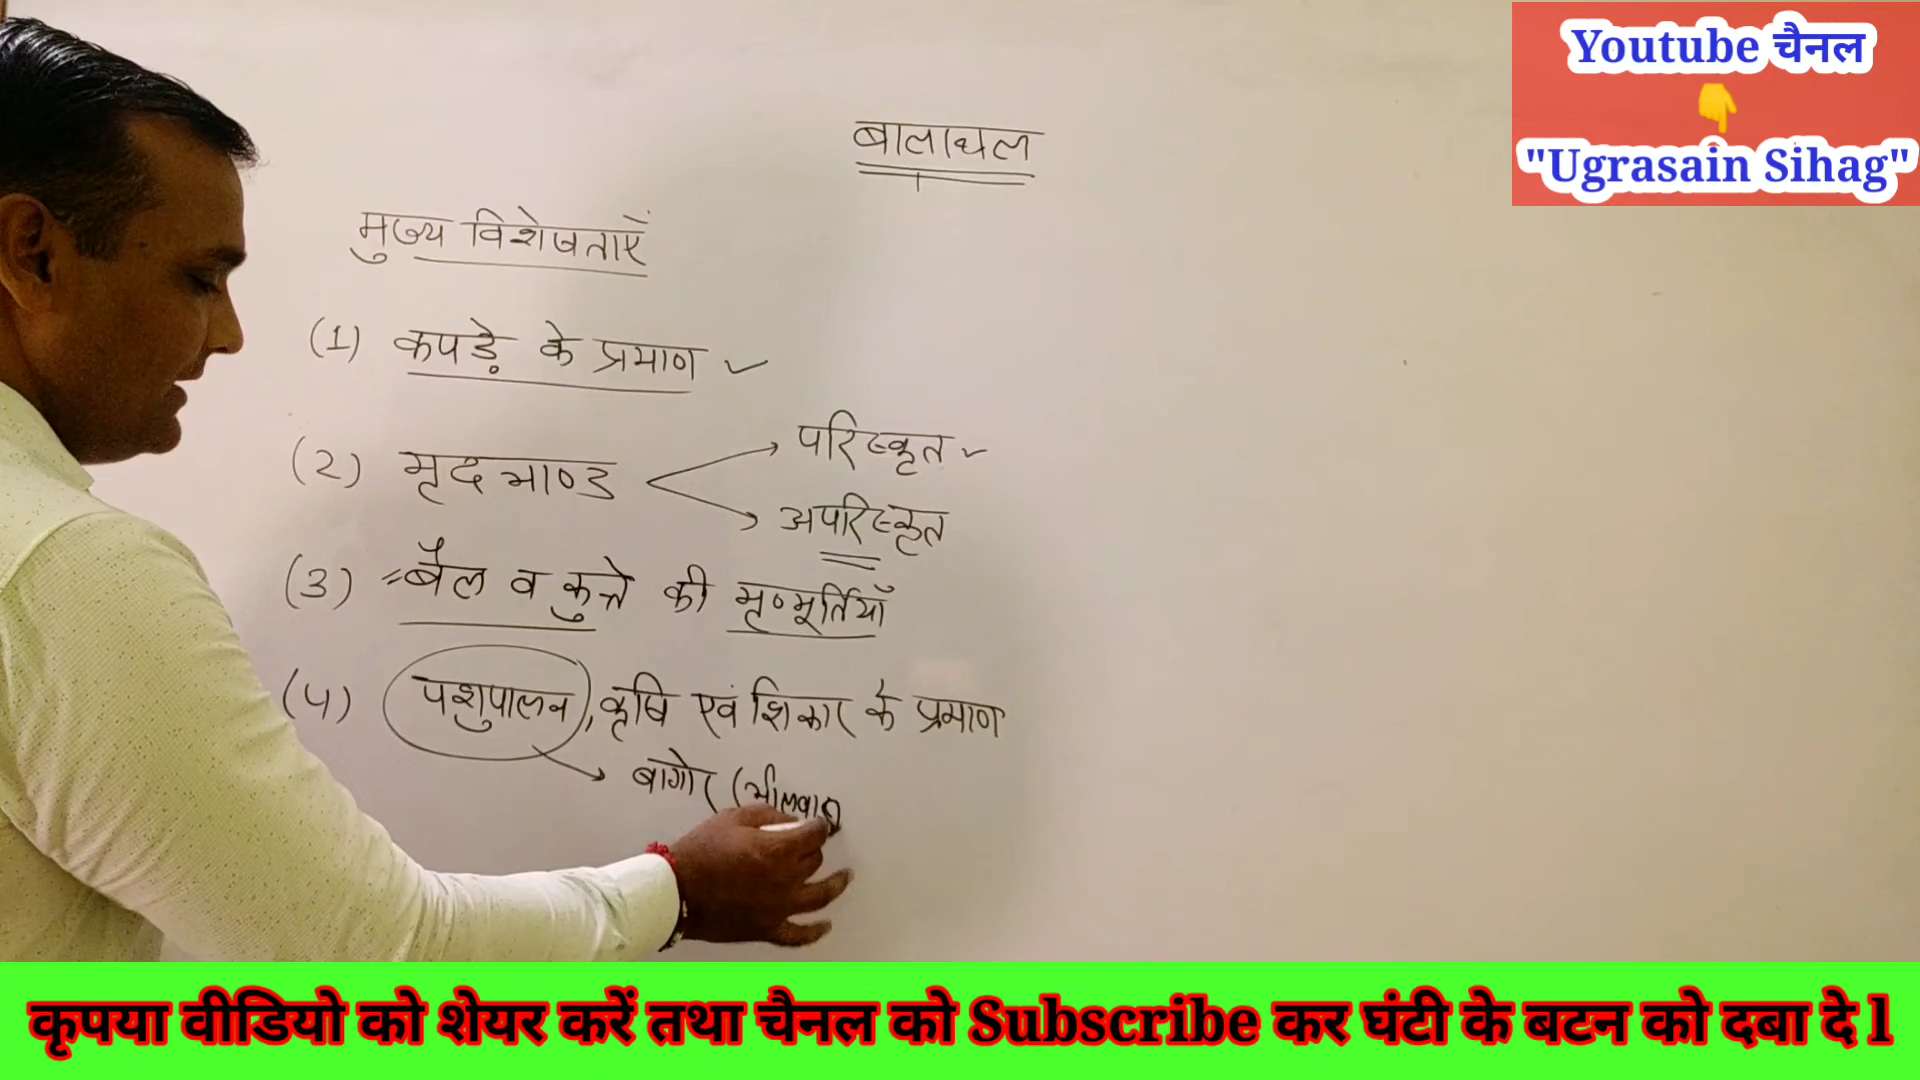 Youtube चैनल
"Ugrasain Sihag"
बालाथल
मुख्य विशेषताएँ
(1) कपड़े के प्रमाण
(2) मृदभाण्ड
परिस्कृत
अपरिस्कृत
(3) बैल व कुत्ते की मृण्मूर्तियाँ
(4) पशुपालन, कृषि एवं शिकार के प्रमाण
बागोर (भीलवाड़ा
कृपया वीडियो को शेयर करें तथा चैनल को Subscribe कर घंटी के बटन को दबा दे l